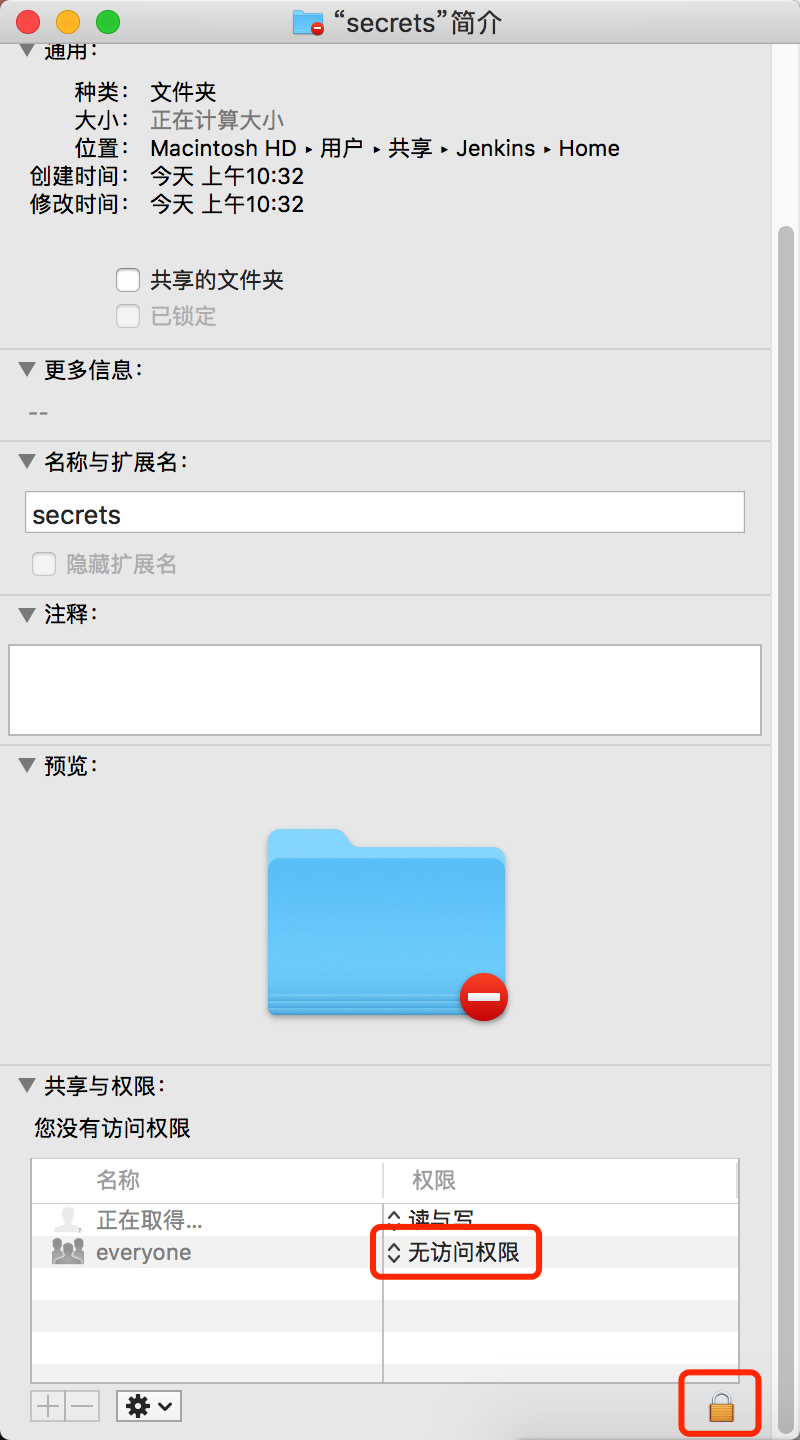 “secrets”简介
通用:
种类: 文件夹
大小: 正在计算大小
位置: Macintosh HD ▸ 用户 ▸ 共享 ▸ Jenkins ▸ Home
创建时间: 今天 上午10:32
修改时间: 今天 上午10:32
共享的文件夹
已锁定
更多信息:
--
名称与扩展名:
secrets
隐藏扩展名
注释:
预览:
共享与权限:
您没有访问权限
名称 权限
正在取得... 读与写
everyone 无访问权限